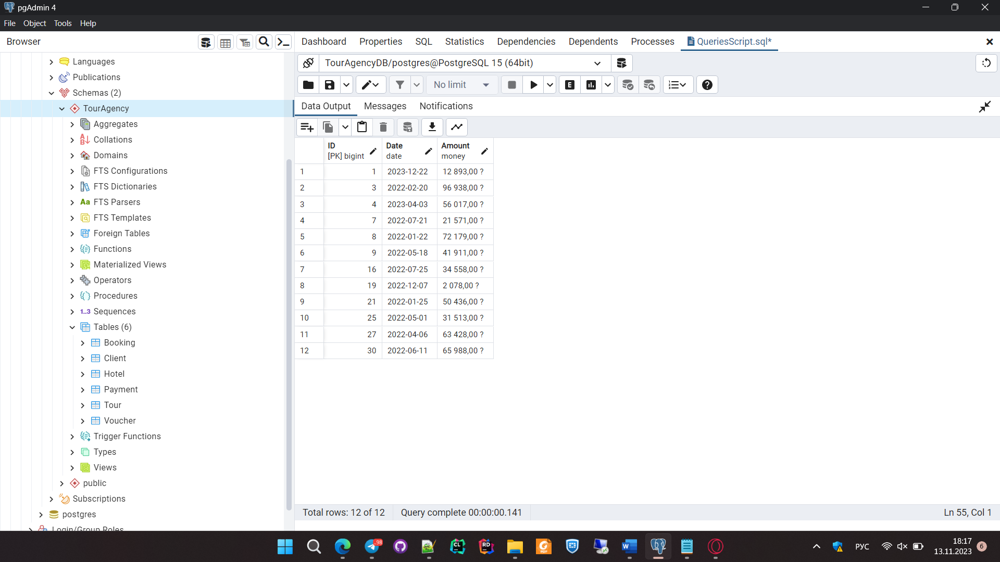 pgAdmin 4
File Object Tools Help
Browser
Dashboard Properties SQL Statistics Dependencies Dependents Processes QueriesScript.sql*
Languages
Publications
Schemas (2)
TourAgency
Aggregates
Collations
Domains
FTS Configurations
FTS Dictionaries
Aa FTS Parsers
FTS Templates
Foreign Tables
Functions
Materialized Views
Operators
Procedures
1..3 Sequences
Tables (6)
Booking
Client
Hotel
Payment
Tour
Voucher
Trigger Functions
Types
Views
public
Subscriptions
postgres
Login/Group Roles
TourAgencyDB/postgres@PostgreSQL 15 (64bit)
No limit
E
Data Output Messages Notifications
ID Date Amount
[PK] bigint date money
1 1 2023-12-22 12 893,00 ?
2 3 2022-02-20 96 938,00 ?
3 4 2023-04-03 56 017,00 ?
4 7 2022-07-21 21 571,00 ?
5 8 2022-01-22 72 179,00 ?
6 9 2022-05-18 41 911,00 ?
7 16 2022-07-25 34 558,00 ?
8 19 2022-12-07 2 078,00 ?
9 21 2022-01-25 50 436,00 ?
10 25 2022-05-01 31 513,00 ?
11 27 2022-04-06 63 428,00 ?
12 30 2022-06-11 65 988,00 ?
Total rows: 12 of 12 Query complete 00:00:00.141 Ln 55, Col 1
..98
CL
RD
PDF
W
РУС
18:17
13.11.2023
6